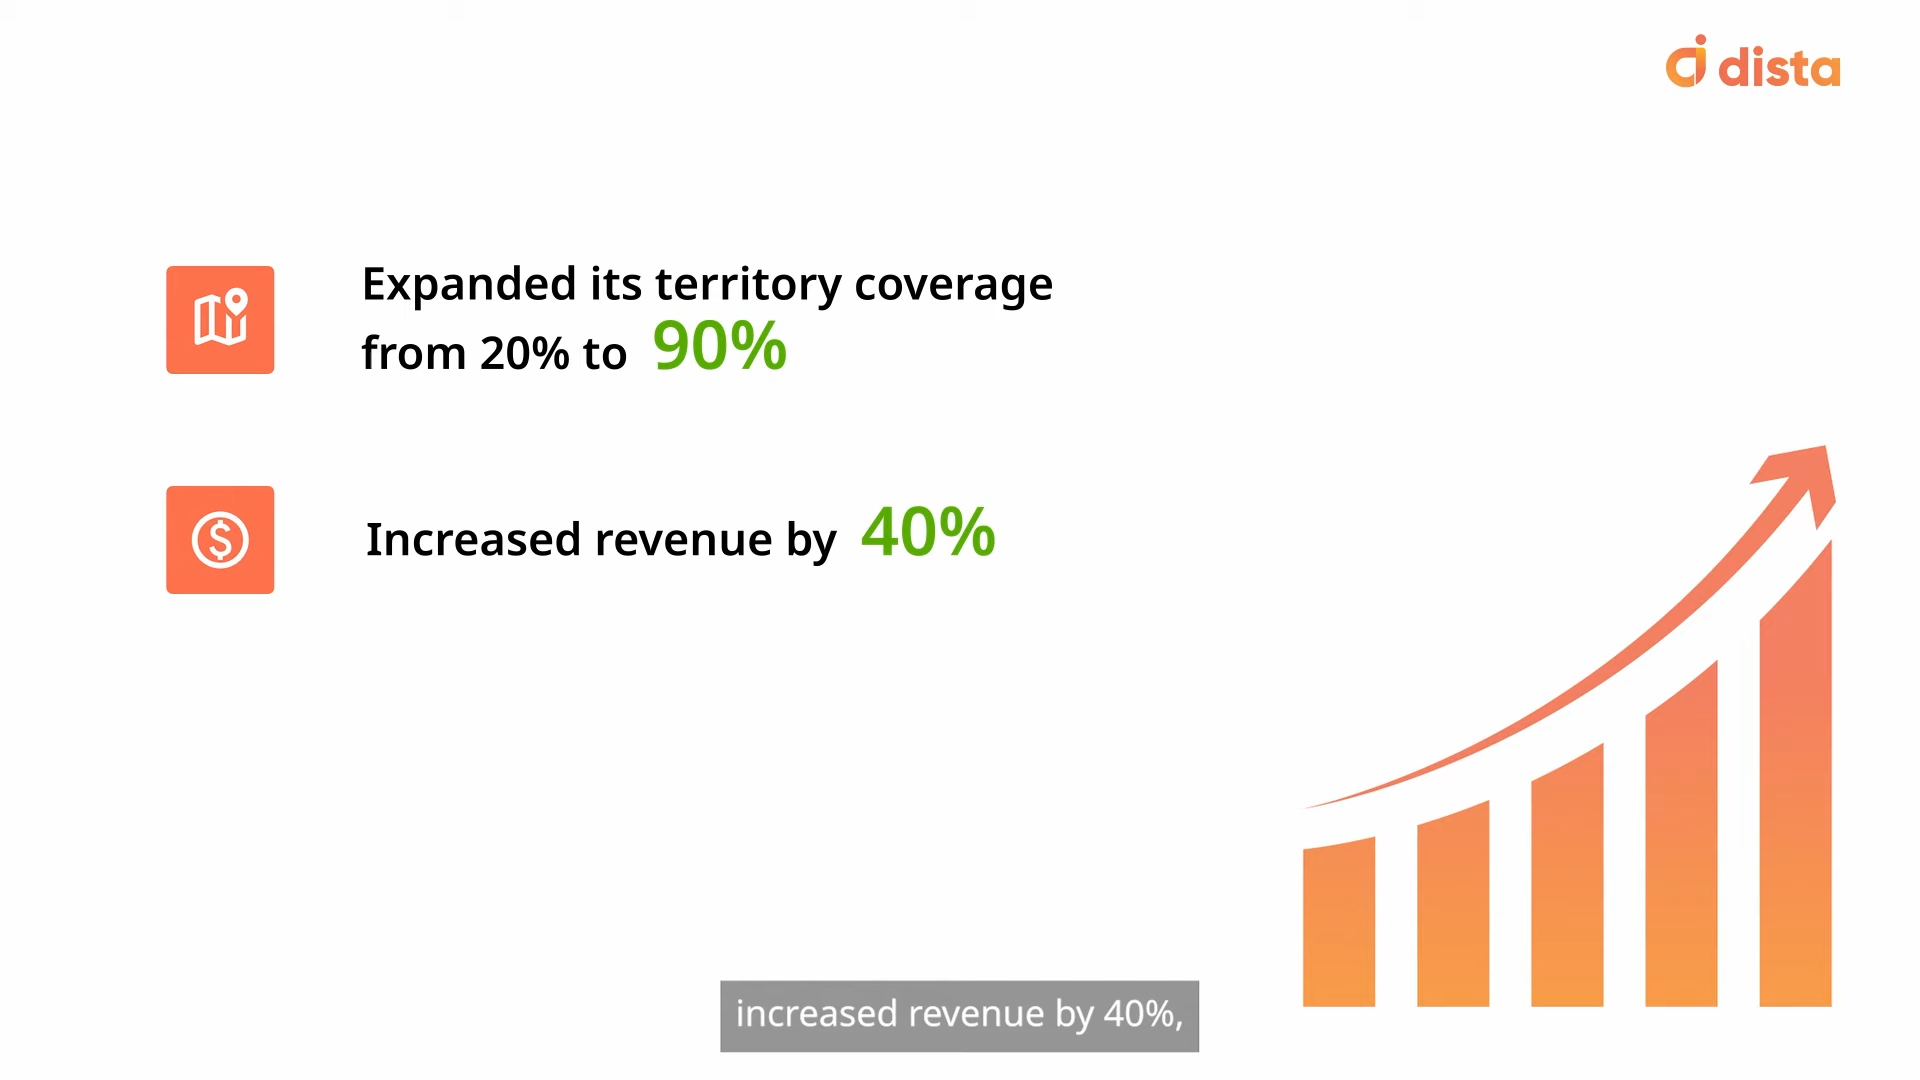 dista
Expanded its territory coverage
from 20% to 90%
Increased revenue by 40%
increased revenue by 40%,